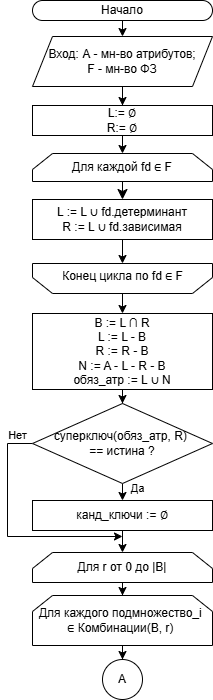 Начало
Вход: А - мн-во атрибутов;
F - мн-во ФЗ
L:= ∅
R:= ∅
Для каждой fd ∈ F
L := L ∪ fd.детерминант
R := L ∪ fd.зависимая
Конец цикла по fd ∈ F
B := L ∩ R
L := L - B
R := R - B
N := A - L - R - B
обяз_атр := L ∪ N
суперключ(обяз_атр, R)
== истина ?
Нет
Да
канд_ключи := ∅
Для r от 0 до |B|
Для каждого подмножество_i
∈ Комбинации(B, r)
А